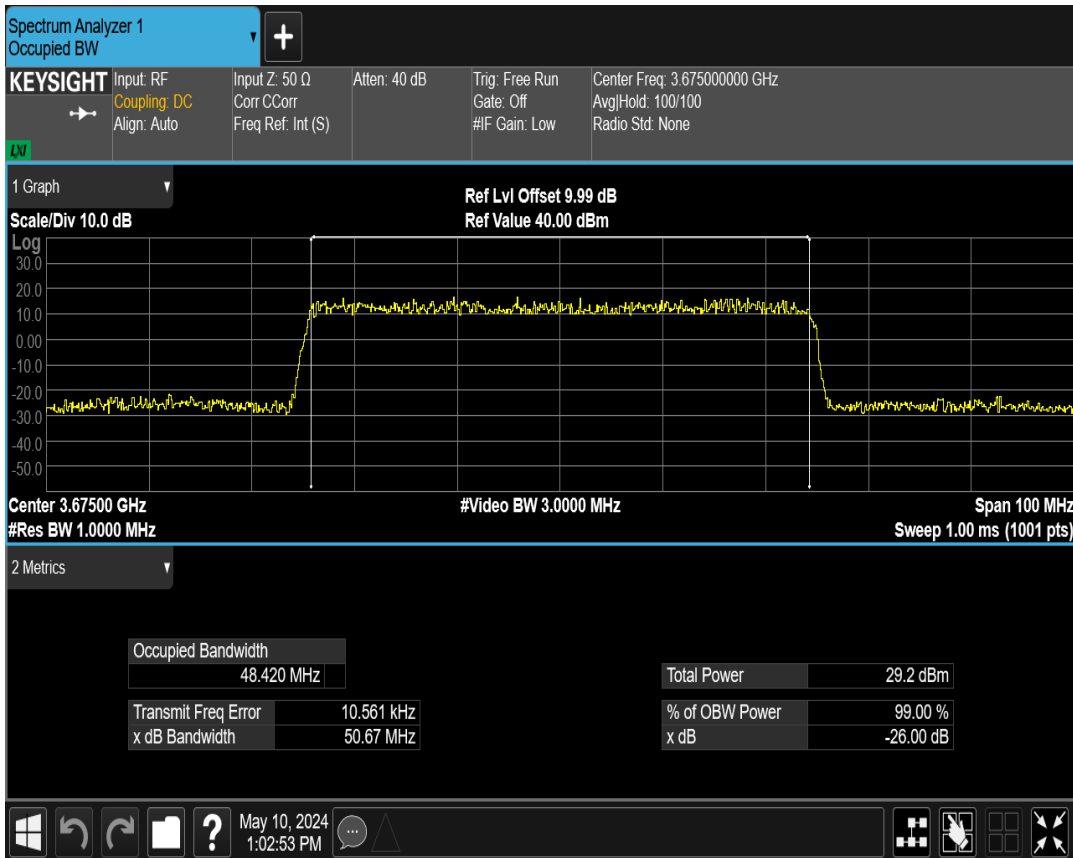 Spectrum Analyzer 1
Occupied BW
KEYSIGHT
Input: RF
Coupling: DC
Align: Auto
Input Z: 50 Ω
Corr CCorr
Freq Ref: Int (S)
Atten: 40 dB
Trig: Free Run
Gate: Off
#IF Gain: Low
Center Freq: 3.675000000 GHz
Avg|Hold: 100/100
Radio Std: None
LXI
1 Graph
Scale/Div 10.0 dB
Ref Lvl Offset 9.99 dB
Ref Value 40.00 dBm
Log
30.0
20.0
10.0
0.00
-10.0
-20.0
-30.0
-40.0
-50.0
Center 3.67500 GHz
#Res BW 1.0000 MHz
#Video BW 3.0000 MHz
Span 100 MHz
Sweep 1.00 ms (1001 pts)
2 Metrics
Occupied Bandwidth
48.420 MHz
Transmit Freq Error 10.561 kHz
x dB Bandwidth 50.67 MHz
Total Power 29.2 dBm
% of OBW Power 99.00 %
x dB -26.00 dB
?
May 10, 2024
1:02:53 PM